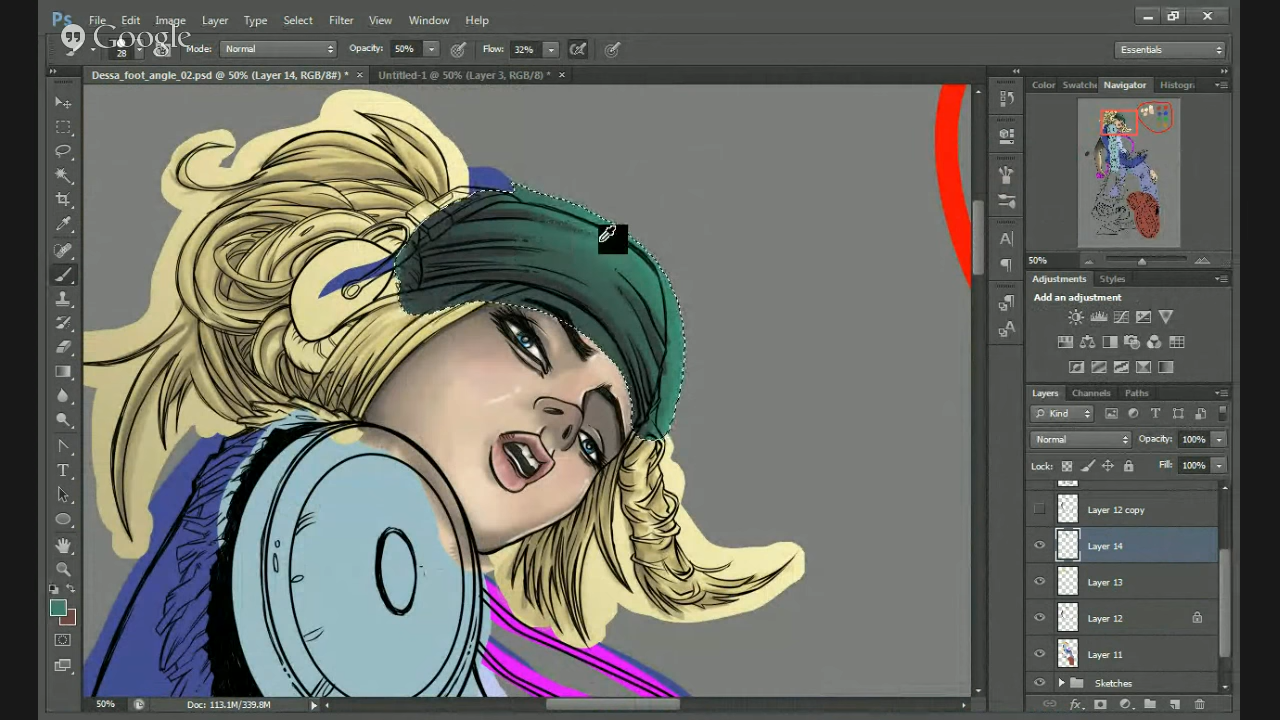 Ps File Edit Image Layer Type Select Filter View Window Help
Google
28 Mode: Normal Opacity: 50% Flow: 32% Essentials
Dessa_foot_angle_02.psd @ 50% (Layer 14, RGB/8#) * × Untitled-1 @ 50% (Layer 3, RGB/8) * ×
Color Swatche Navigator Histogr
50%
Adjustments Styles
Add an adjustment
Layers Channels Paths
Kind
Normal Opacity: 100%
Lock: Fill: 100%
Layer 12 copy
Layer 14
Layer 13
Layer 12
Layer 11
Sketches
50% Doc: 113.1M/339.8M